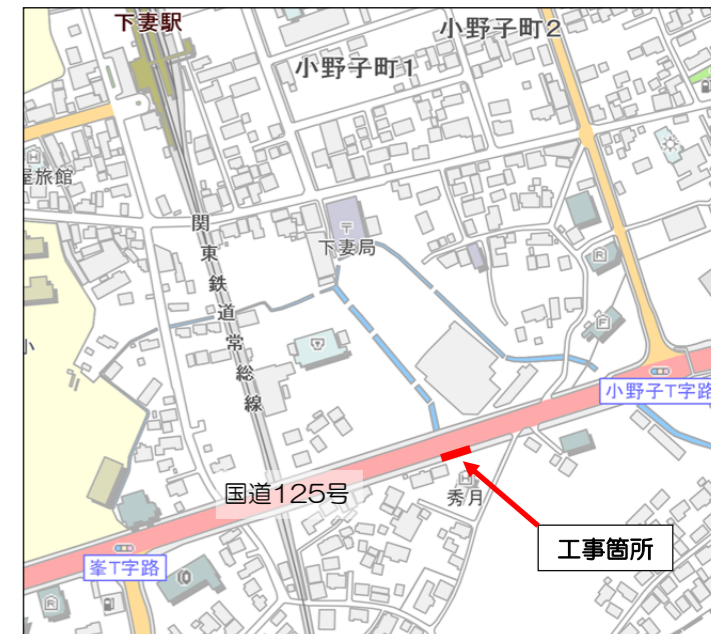 下妻駅
小野子町2
小野子町1
屋旅館
関東鉄道常総線
〒
下妻局
小
小野子T字路
国道125号
秀月
工事箇所
峯T字路